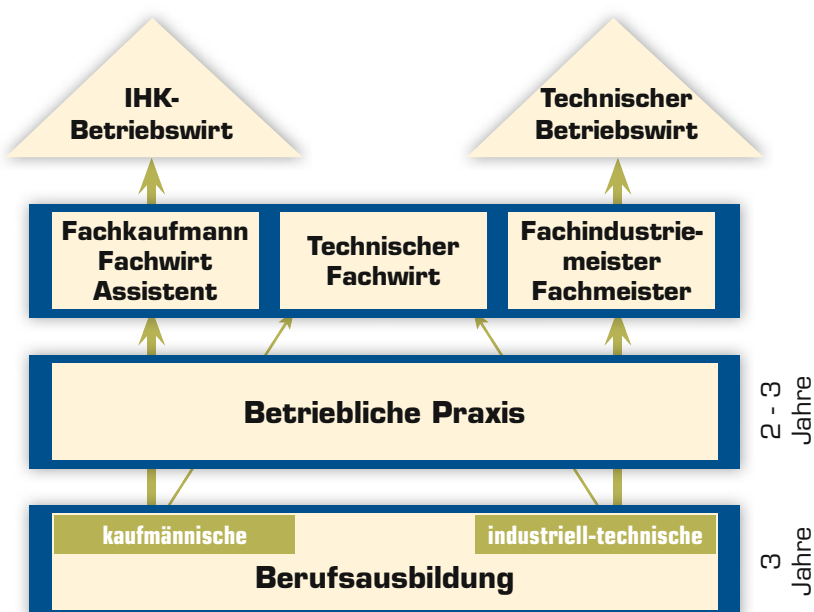 IHK-
Betriebswirt
Technischer
Betriebswirt
Fachkaufmann
Fachwirt
Assistent
Technischer
Fachwirt
Fachindustrie-
meister
Fachmeister
Betriebliche Praxis
2 - 3
Jahre
kaufmännische
industriell-technische
Berufsausbildung
3
Jahre